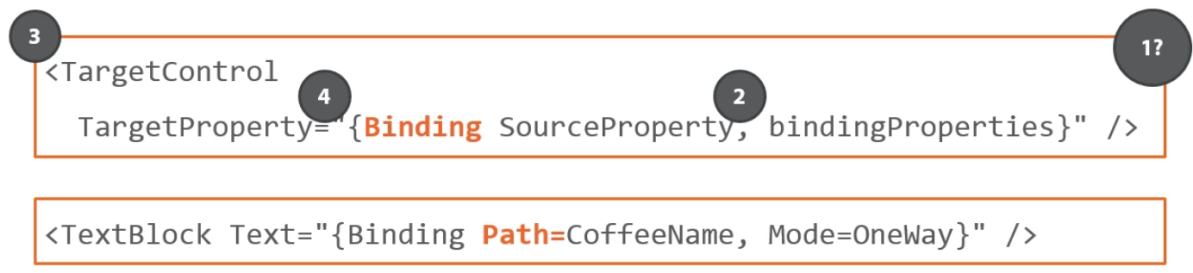 3
1?
<TargetControl
4
2
TargetProperty="{Binding SourceProperty, bindingProperties}" />
<TextBlock Text="{Binding Path=CoffeeName, Mode=OneWay}" />